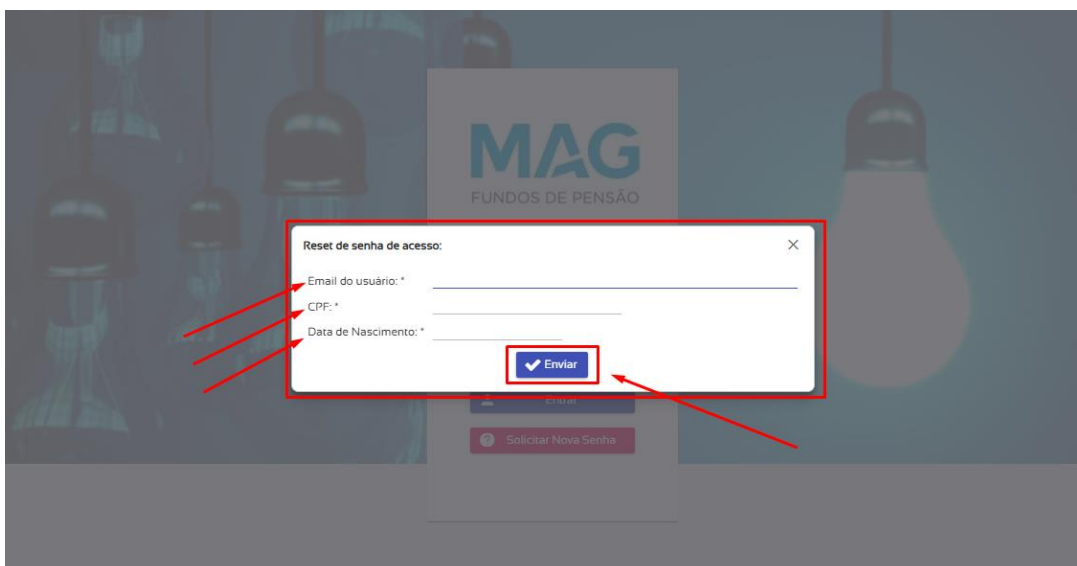 MAG
FUNDOS DE PENSÃO
Reset de senha de acesso:
Email do usuário: *
CPF: *
Data de Nascimento: *
Enviar
Entrar
Solicitar Nova Senha